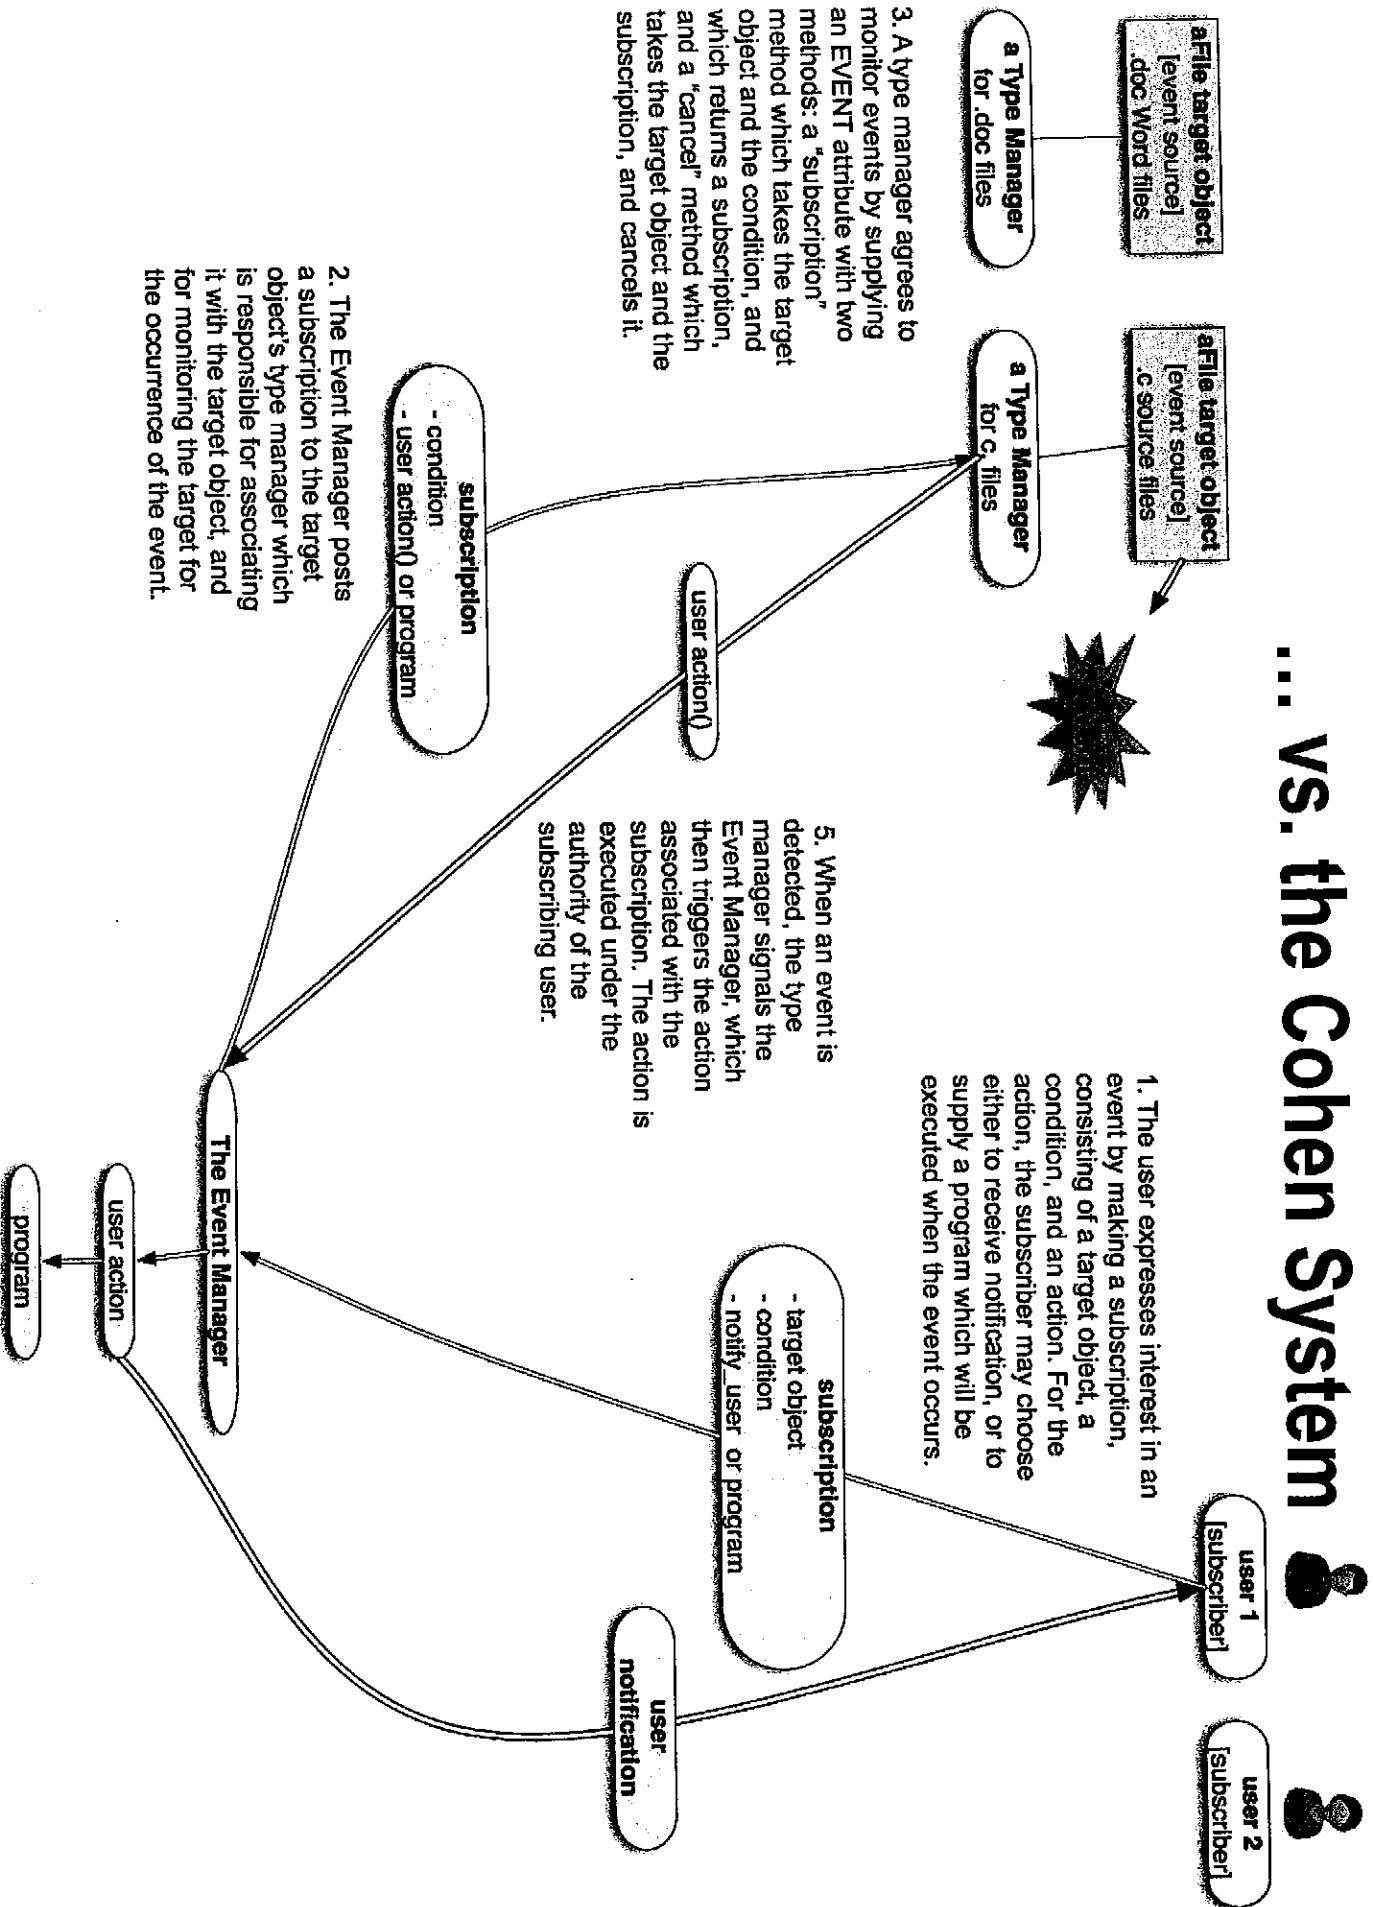 ... vs. the Cohen System
aFile target object
[event source]
.doc Word files
aFile target object
[event source]
.c source files
user 1
[subscriber]
user 2
[subscriber]
a Type Manager
for .doc files
a Type Manager
for c. files
1. The user expresses interest in an
event by making a subscription,
consisting of a target object, a
condition, and an action. For the
action, the subscriber may choose
either to receive notification, or to
supply a program which will be
executed when the event occurs.
3. A type manager agrees to
monitor events by supplying
an EVENT attribute with two
methods: a "subscription"
method which takes the target
object and the condition, and
which returns a subscription,
and a "cancel" method which
takes the target object and the
subscription, and cancels it.
user action()
5. When an event is
detected, the type
manager signals the
Event Manager, which
then triggers the action
associated with the
subscription. The action is
executed under the
authority of the
subscribing user.
subscription
- target object
- condition
- notify_user or program
user
notification
subscription
- condition
- user action() or program
2. The Event Manager posts
a subscription to the target
object's type manager which
is responsible for associating
it with the target object, and
for monitoring the target for
the occurrence of the event.
The Event Manager
user action
program